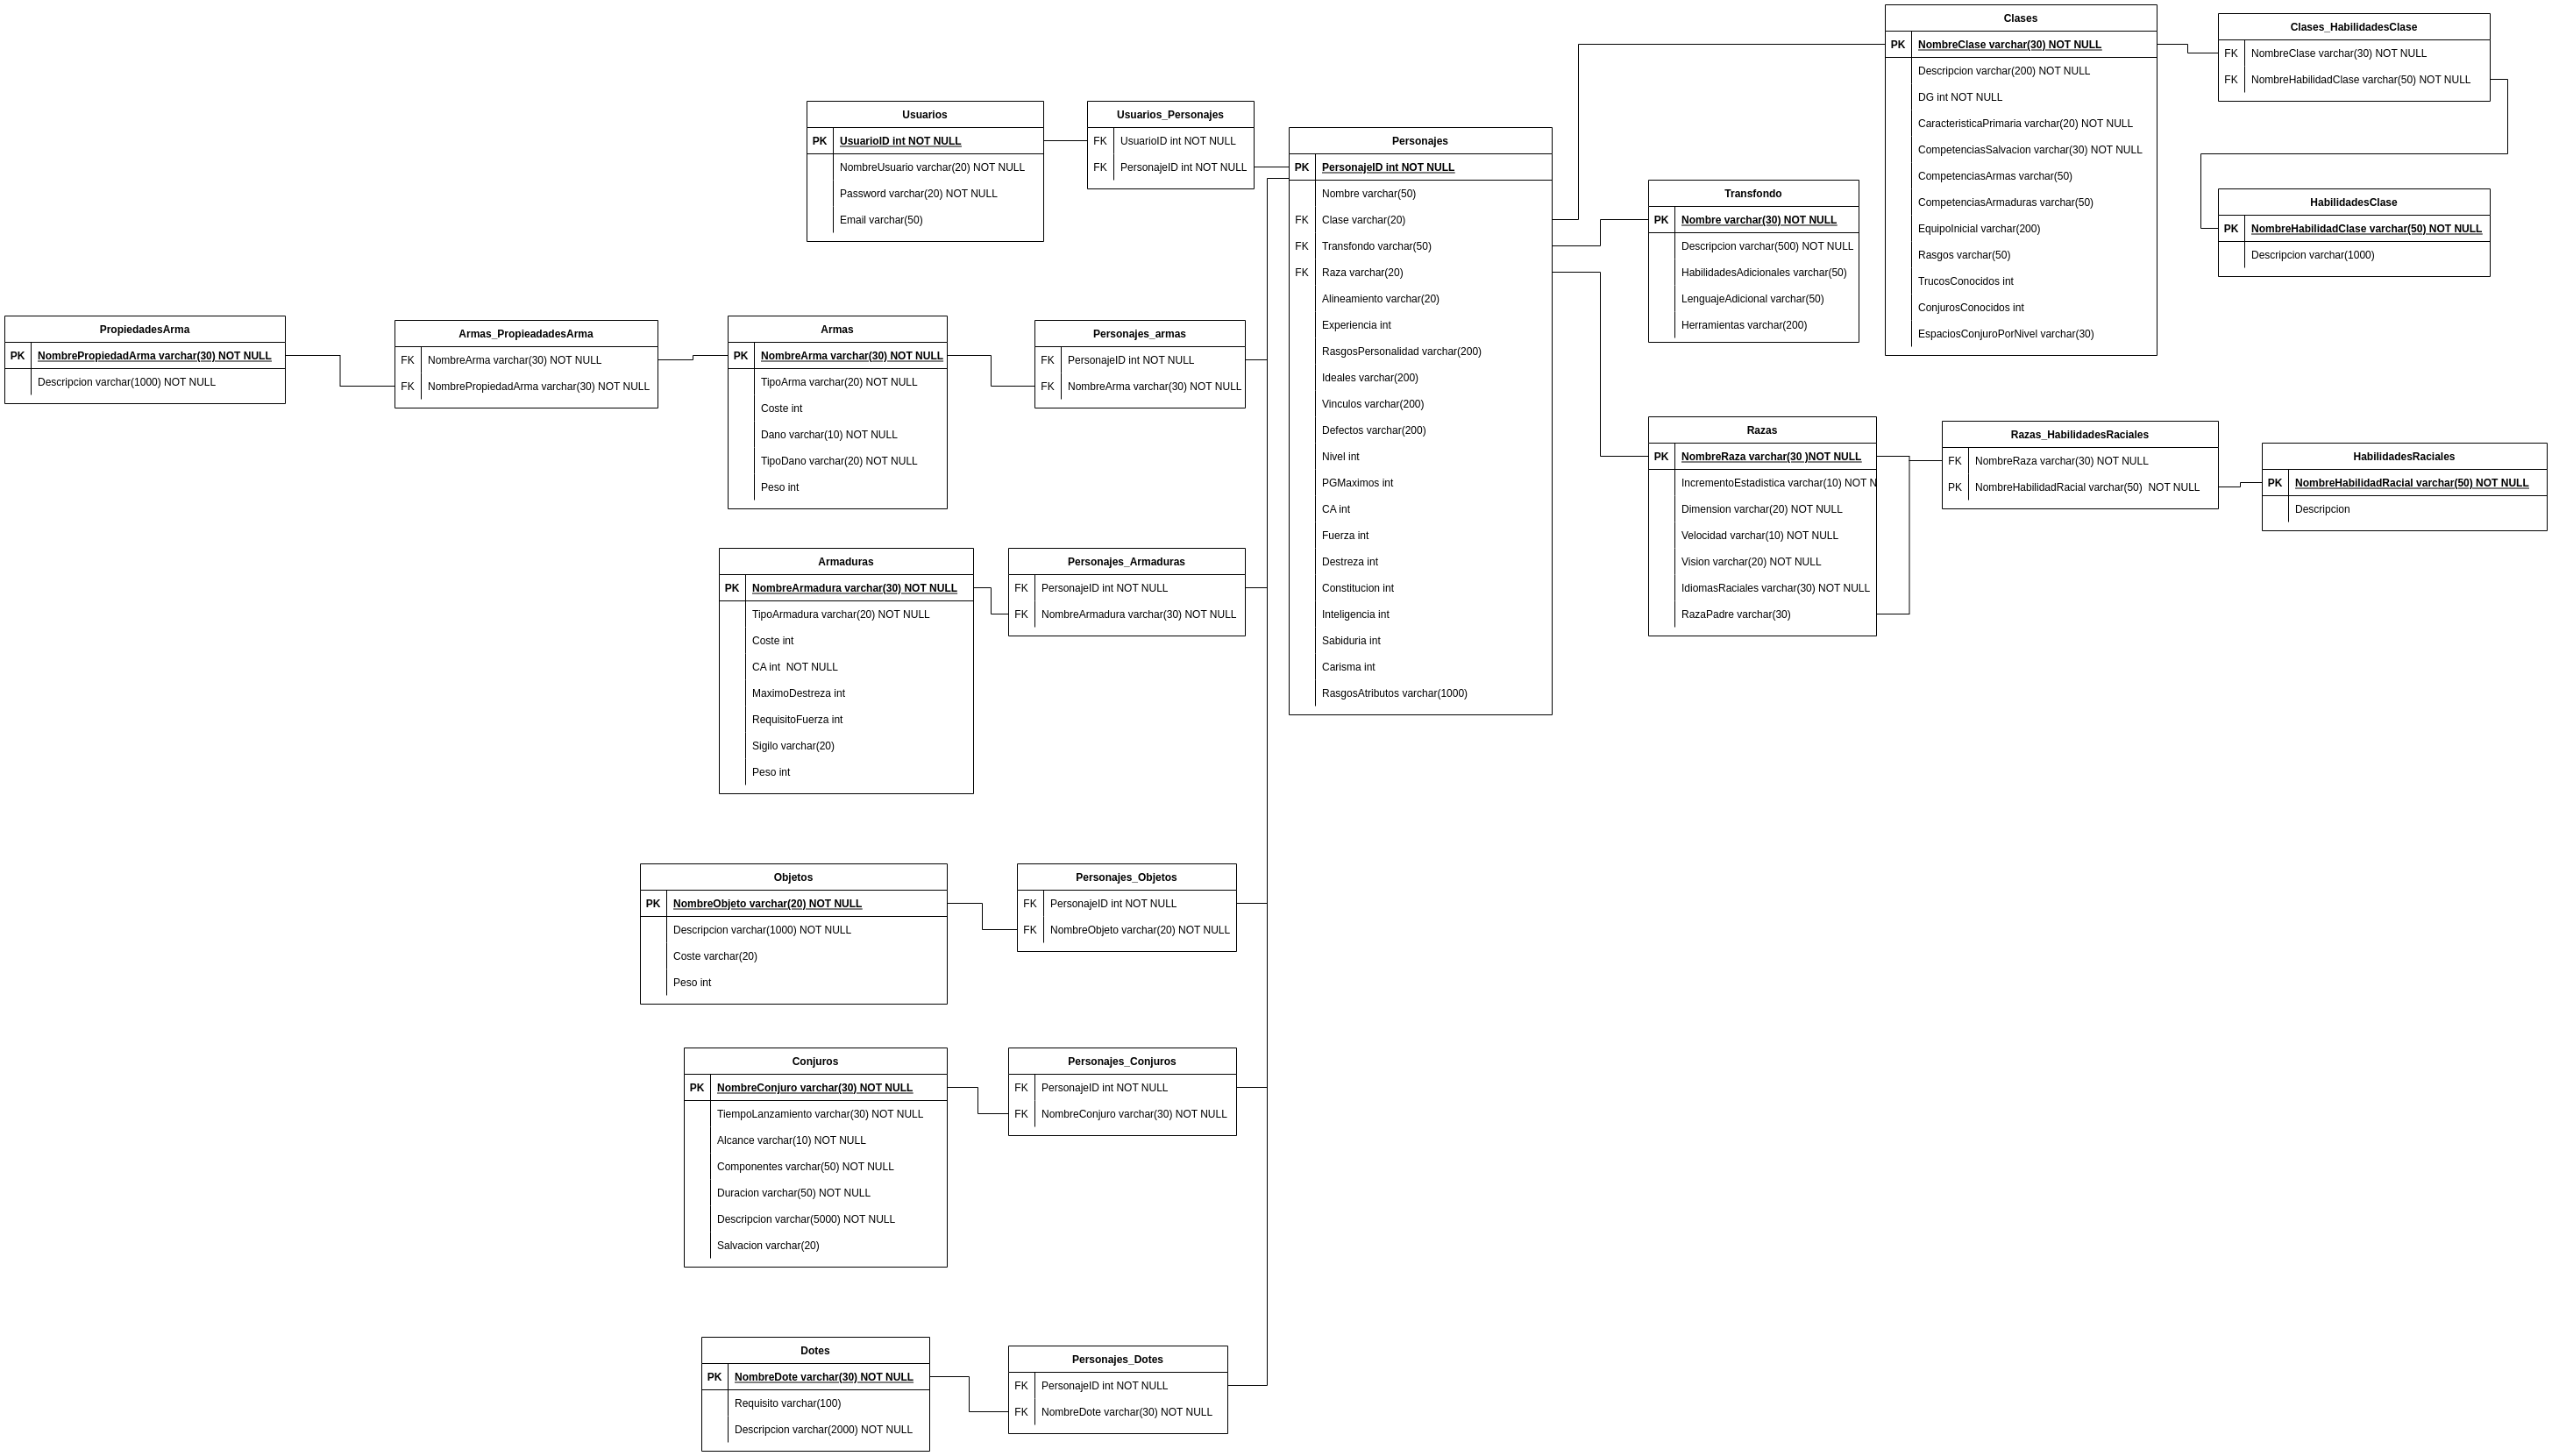 Clases
PK NombreClase varchar(30) NOT NULL
Descripcion varchar(200) NOT NULL
DG int NOT NULL
CaracteristicaPrimaria varchar(20) NOT NULL
CompetenciasSalvacion varchar(30) NOT NULL
CompetenciasArmas varchar(50)
CompetenciasArmaduras varchar(50)
EquipoInicial varchar(200)
Rasgos varchar(50)
TrucosConocidos int
ConjurosConocidos int
EspaciosConjuroPorNivel varchar(30)
Clases_HabilidadesClase
FK NombreClase varchar(30) NOT NULL
FK NombreHabilidadClase varchar(50) NOT NULL
HabilidadesClase
PK NombreHabilidadClase varchar(50) NOT NULL
Descripcion varchar(1000)
Usuarios
PK UsuarioID int NOT NULL
NombreUsuario varchar(20) NOT NULL
Password varchar(20) NOT NULL
Email varchar(50)
Usuarios_Personajes
FK UsuarioID int NOT NULL
FK PersonajeID int NOT NULL
Personajes
PK PersonajeID int NOT NULL
Nombre varchar(50)
FK Clase varchar(20)
FK Transfondo varchar(50)
FK Raza varchar(20)
Alineamiento varchar(20)
Experiencia int
RasgosPersonalidad varchar(200)
Ideales varchar(200)
Vinculos varchar(200)
Defectos varchar(200)
Nivel int
PGMaximos int
CA int
Fuerza int
Destreza int
Constitucion int
Inteligencia int
Sabiduria int
Carisma int
RasgosAtributos varchar(1000)
Transfondo
PK Nombre varchar(30) NOT NULL
Descripcion varchar(500) NOT NULL
HabilidadesAdicionales varchar(50)
LenguajeAdicional varchar(50)
Herramientas varchar(200)
PropiedadesArma
PK NombrePropiedadArma varchar(30) NOT NULL
Descripcion varchar(1000) NOT NULL
Armas_PropieadadesArma
FK NombreArma varchar(30) NOT NULL
FK NombrePropiedadArma varchar(30) NOT NULL
Armas
PK NombreArma varchar(30) NOT NULL
TipoArma varchar(20) NOT NULL
Coste int
Dano varchar(10) NOT NULL
TipoDano varchar(20) NOT NULL
Peso int
Personajes_armas
FK PersonajeID int NOT NULL
FK NombreArma varchar(30) NOT NULL
Razas
PK NombreRaza varchar(30 )NOT NULL
IncrementoEstadistica varchar(10) NOT N
Dimension varchar(20) NOT NULL
Velocidad varchar(10) NOT NULL
Vision varchar(20) NOT NULL
IdiomasRaciales varchar(30) NOT NULL
RazaPadre varchar(30)
Razas_HabilidadesRaciales
FK NombreRaza varchar(30) NOT NULL
PK NombreHabilidadRacial varchar(50) NOT NULL
HabilidadesRaciales
PK NombreHabilidadRacial varchar(50) NOT NULL
Descripcion
Armaduras
PK NombreArmadura varchar(30) NOT NULL
TipoArmadura varchar(20) NOT NULL
Coste int
CA int NOT NULL
MaximoDestreza int
RequisitoFuerza int
Sigilo varchar(20)
Peso int
Personajes_Armaduras
FK PersonajeID int NOT NULL
FK NombreArmadura varchar(30) NOT NULL
Objetos
PK NombreObjeto varchar(20) NOT NULL
Descripcion varchar(1000) NOT NULL
Coste varchar(20)
Peso int
Personajes_Objetos
FK PersonajeID int NOT NULL
FK NombreObjeto varchar(20) NOT NULL
Conjuros
PK NombreConjuro varchar(30) NOT NULL
TiempoLanzamiento varchar(30) NOT NULL
Alcance varchar(10) NOT NULL
Componentes varchar(50) NOT NULL
Duracion varchar(50) NOT NULL
Descripcion varchar(5000) NOT NULL
Salvacion varchar(20)
Personajes_Conjuros
FK PersonajeID int NOT NULL
FK NombreConjuro varchar(30) NOT NULL
Dotes
PK NombreDote varchar(30) NOT NULL
Requisito varchar(100)
Descripcion varchar(2000) NOT NULL
Personajes_Dotes
FK PersonajeID int NOT NULL
FK NombreDote varchar(30) NOT NULL